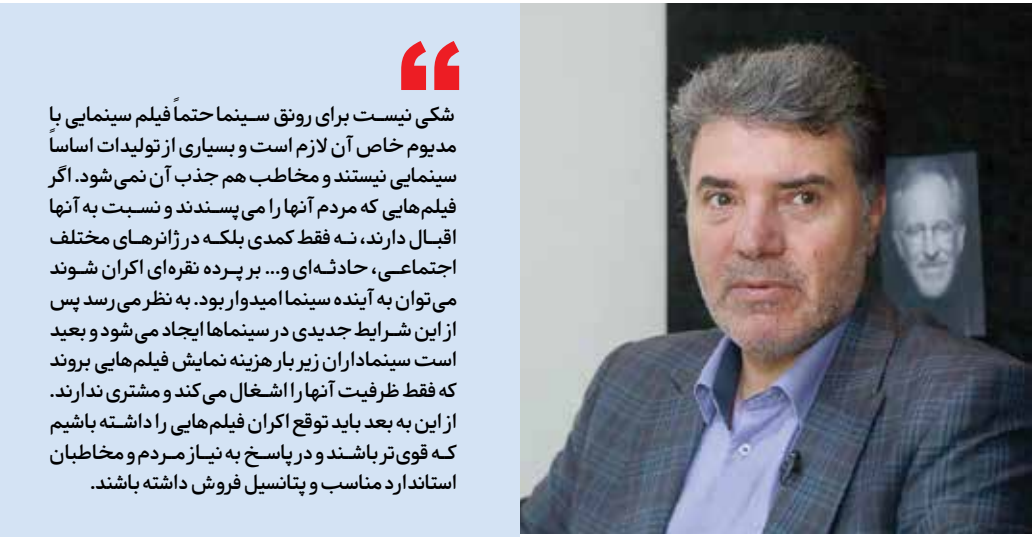 شکی نیست برای رونق سینما حتماً فیلم سینمایی با
مدیوم خاص آن لازم است و بسیاری از تولیدات اساساً
سینمایی نیستند و مخاطب هم جذب آن نمی‌شود. اگر
فیلم‌هایی که مردم آنها را می‌پسندند و نسبت به آنها
اقبال دارند، نه فقط کمدی بلکه در ژانرهای مختلف
اجتماعی، حادثه‌ای و... بر پرده نقره‌ای اکران شوند
می‌توان به آینده سینما امیدوار بود. به نظر می‌رسد پس
از این شرایط جدیدی در سینماها ایجاد می‌شود و بعید
است سینماداران زیر بار هزینه نمایش فیلم‌هایی بروند
که فقط ظرفیت آنها را اشغال می‌کند و مشتری ندارند.
از این به بعد باید توقع اکران فیلم‌هایی را داشته باشیم
که قوی‌تر باشند و در پاسخ به نیاز مردم و مخاطبان
استاندارد مناسب و پتانسیل فروش داشته باشند.